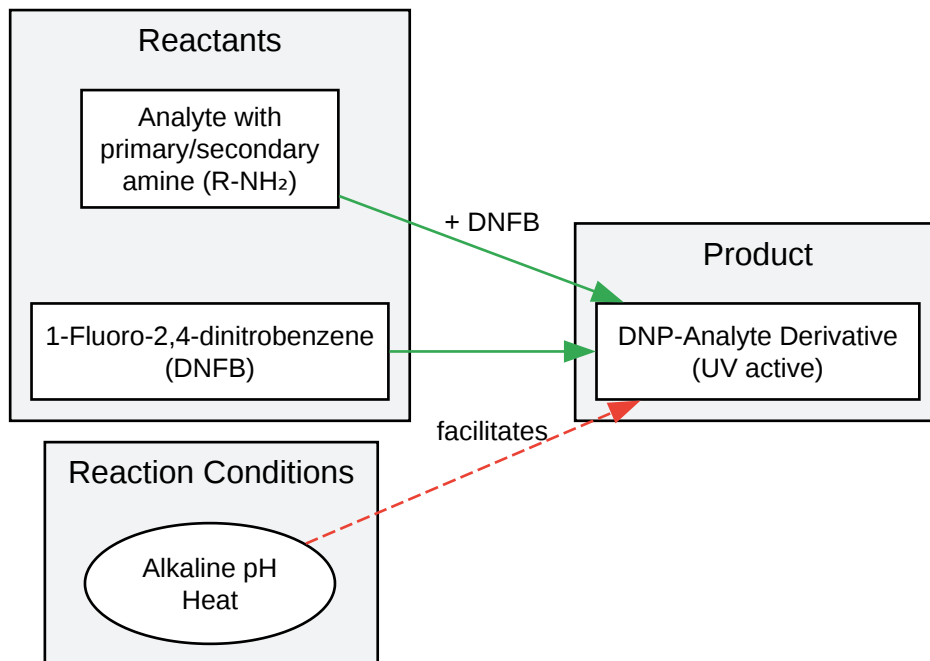 Reactants
Analyte with
primary/secondary
amine (R-NH₂)
+ DNFB
Product
1-Fluoro-2,4-dinitrobenzene
(DNFB)
DNP-Analyte Derivative
(UV active)
facilitates
Reaction Conditions
Alkaline pH
Heat